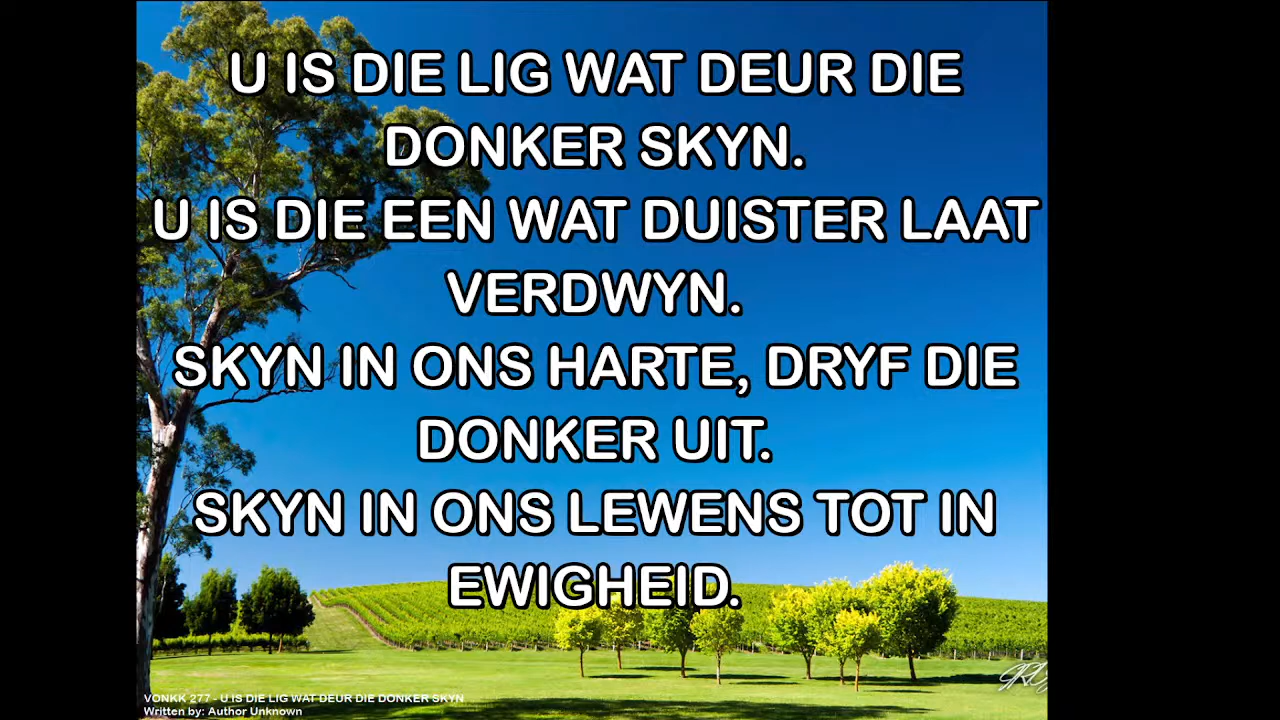 U IS DIE LIG WAT DEUR DIE
DONKER SKYN.
U IS DIE EEN WAT DUISTER LAAT
VERDWYN.
SKYN IN ONS HARTE, DRYF DIE
DONKER UIT.
SKYN IN ONS LEWENS TOT IN
EWIGHEID.
VONKK 277 - U IS DIE LIG WAT DEUR DIE DONKER SKYN
Written by: Author Unknown